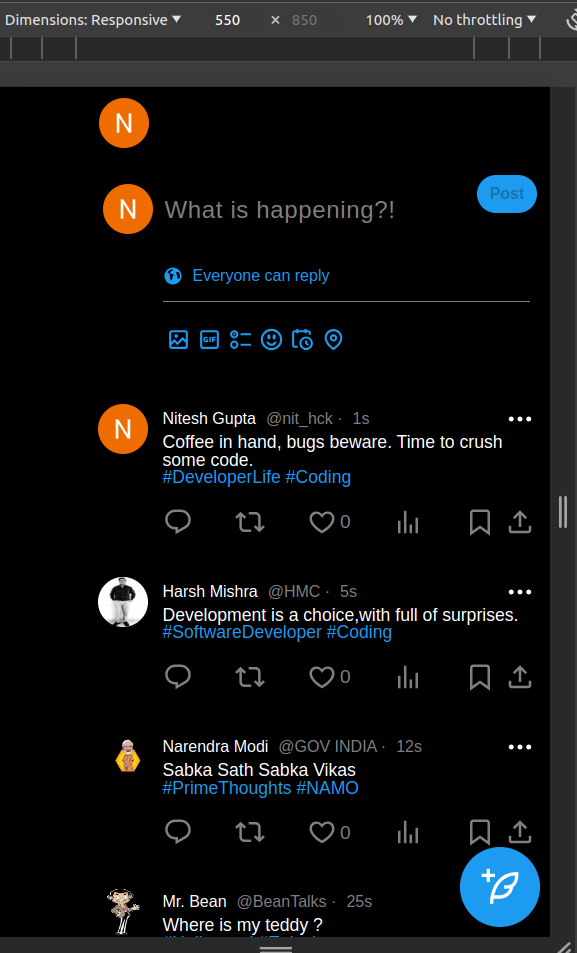 Dimensions: Responsive ▼ 550 × 850 100% ▼ No throttling ▼
N
N What is happening?! Post
Everyone can reply
GIF
N Nitesh Gupta @nit_hck · 1s
Coffee in hand, bugs beware. Time to crush
some code.
#DeveloperLife #Coding
0
Harsh Mishra @HMC · 5s
Development is a choice,with full of surprises.
#SoftwareDeveloper #Coding
0
Narendra Modi @GOV INDIA · 12s
Sabka Sath Sabka Vikas
#PrimeThoughts #NAMO
0
Mr. Bean @BeanTalks · 25s
Where is my teddy ?